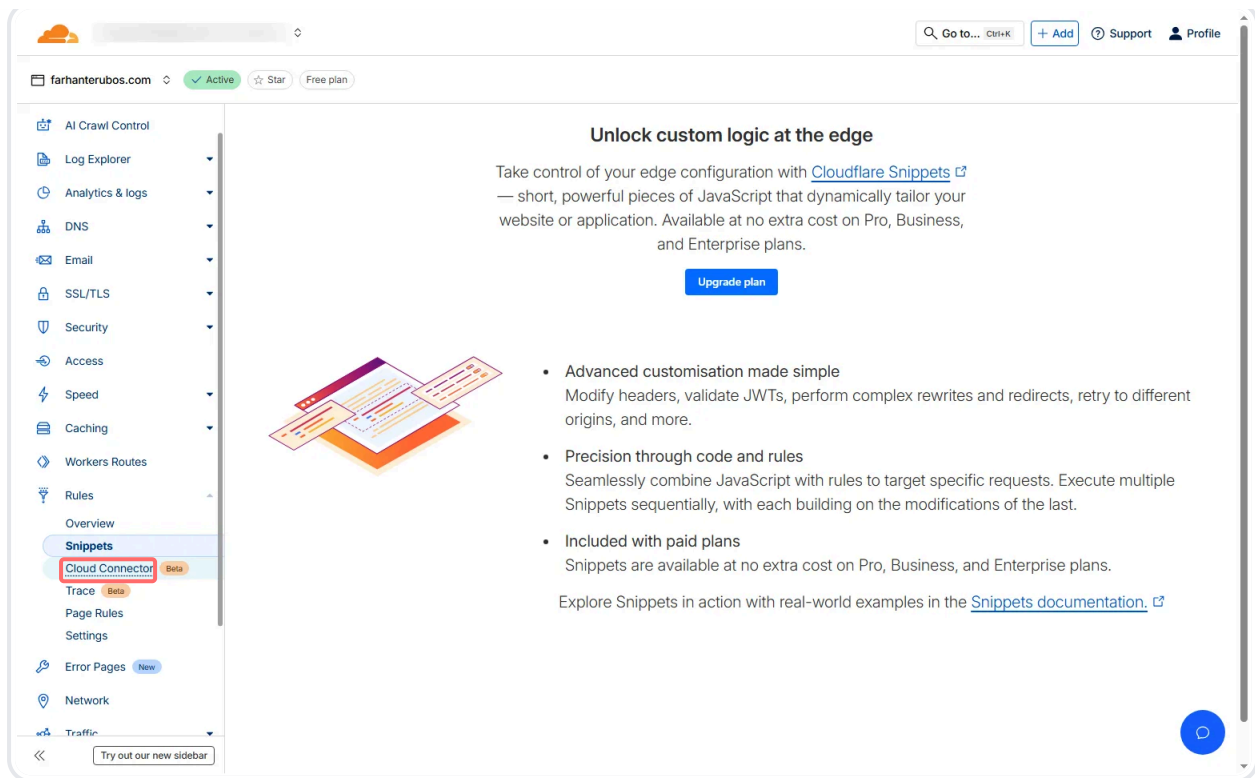 Go to... Ctrl+K
+ Add
Support
Profile
farhanterubos.com
Active
Star
Free plan
AI Crawl Control
Log Explorer
Analytics & logs
DNS
Email
SSL/TLS
Security
Access
Speed
Caching
Workers Routes
Rules
Overview
Snippets
Cloud Connector Beta
Trace Beta
Page Rules
Settings
Error Pages New
Network
Traffic
Try out our new sidebar
Unlock custom logic at the edge
Take control of your edge configuration with Cloudflare Snippets
— short, powerful pieces of JavaScript that dynamically tailor your
website or application. Available at no extra cost on Pro, Business,
and Enterprise plans.
Upgrade plan
• Advanced customisation made simple
Modify headers, validate JWTs, perform complex rewrites and redirects, retry to different
origins, and more.
• Precision through code and rules
Seamlessly combine JavaScript with rules to target specific requests. Execute multiple
Snippets sequentially, with each building on the modifications of the last.
• Included with paid plans
Snippets are available at no extra cost on Pro, Business, and Enterprise plans.
Explore Snippets in action with real-world examples in the Snippets documentation.